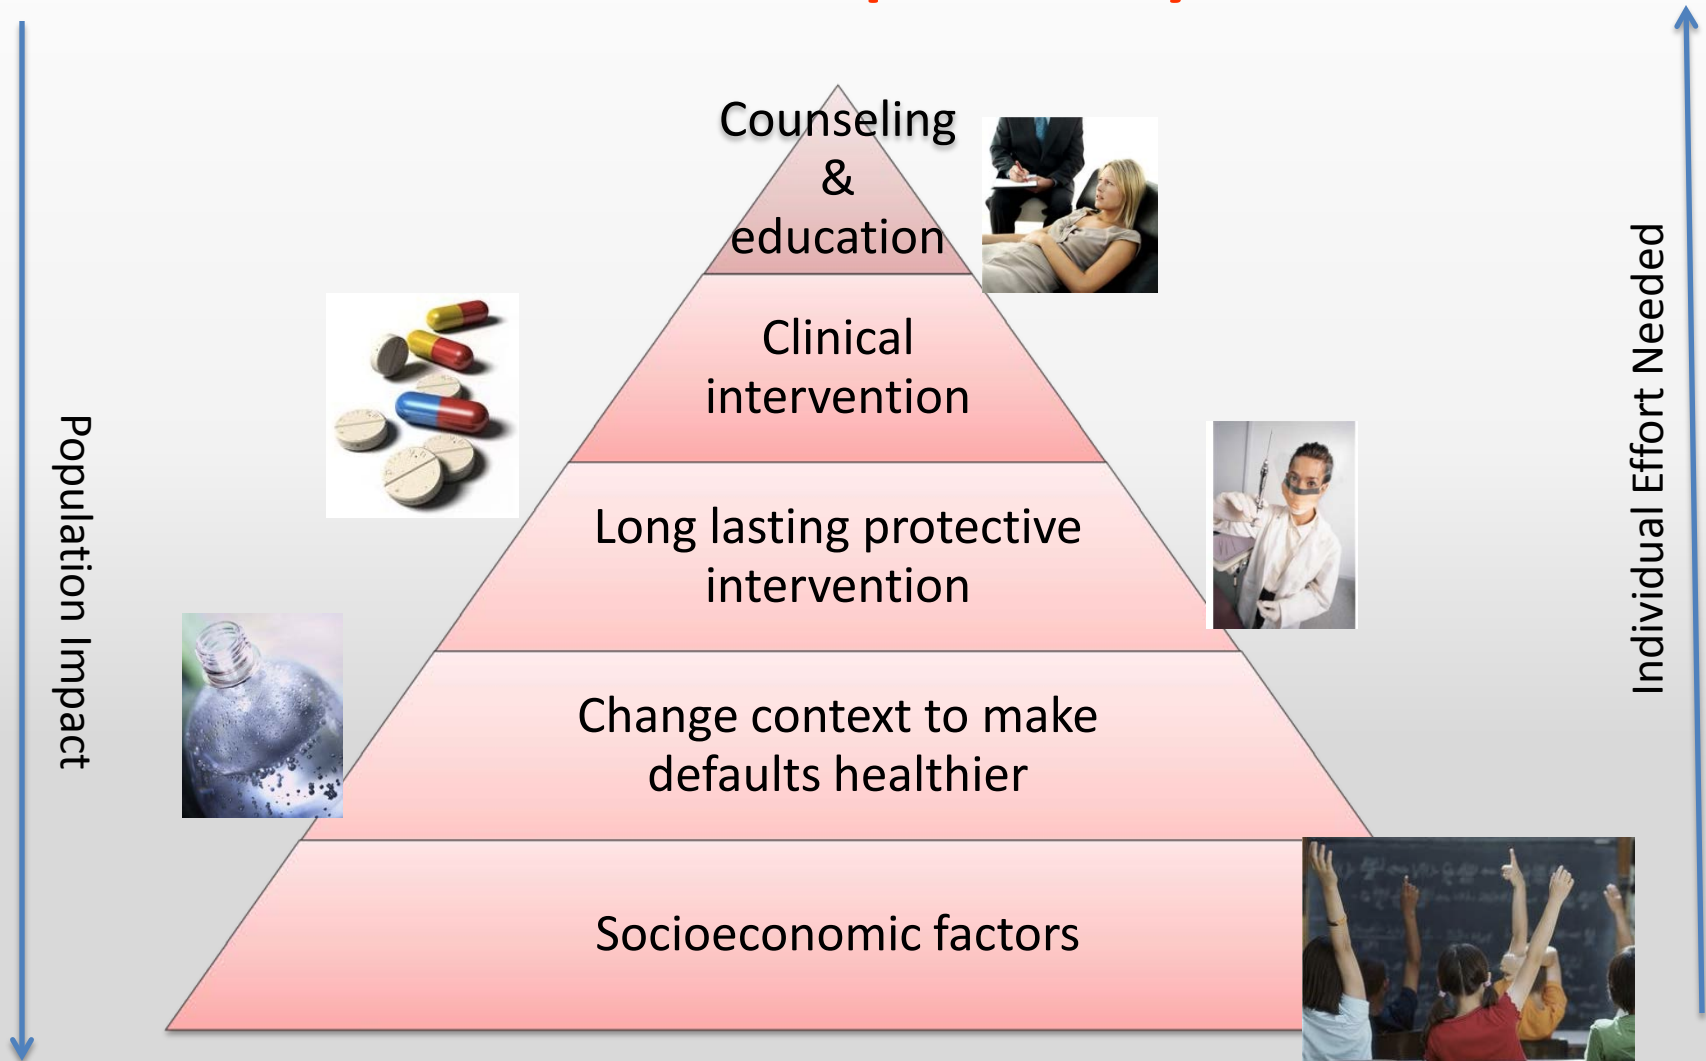 Counseling
&
education
Clinical
intervention
Long lasting protective
intervention
Change context to make
defaults healthier
Socioeconomic factors
Population Impact
Individual Effort Needed